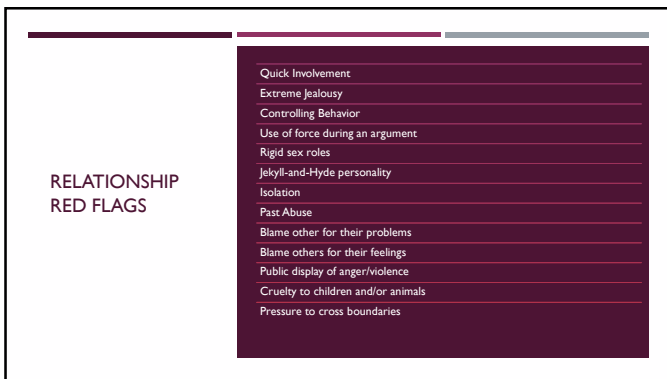 RELATIONSHIP
RED FLAGS
Quick Involvement
Extreme Jealousy
Controlling Behavior
Use of force during an argument
Rigid sex roles
Jekyll-and-Hyde personality
Isolation
Past Abuse
Blame other for their problems
Blame others for their feelings
Public display of anger/violence
Cruelty to children and/or animals
Pressure to cross boundaries